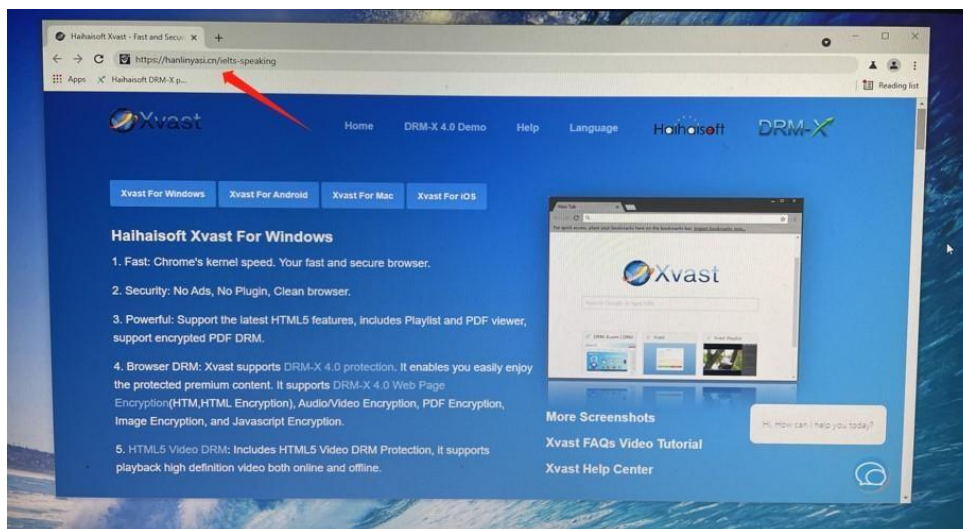 Haihaisoft Xvast - Fast and Secur
https://hanlinyasi.cn/ielts-speaking
Apps Haihaisoft DRM-X p...
Reading list
Xvast
Home DRM-X 4.0 Demo Help Language Haihaisoft DRM-X
Xvast For Windows Xvast For Android Xvast For Mac Xvast For iOS
Haihaisoft Xvast For Windows
1. Fast: Chrome's kernel speed. Your fast and secure browser.
2. Security: No Ads, No Plugin, Clean browser.
3. Powerful: Support the latest HTML5 features, includes Playlist and PDF viewer,
support encrypted PDF DRM.
4. Browser DRM: Xvast supports DRM-X 4.0 protection. It enables you easily enjoy
the protected premium content. It supports DRM-X 4.0 Web Page
Encryption(HTM,HTML Encryption), Audio/Video Encryption, PDF Encryption,
Image Encryption, and Javascript Encryption.
5. HTML5 Video DRM: Includes HTML5 Video DRM Protection, it supports
playback high definition video both online and offline.
New Tab
Xvast
More Screenshots
Xvast FAQs Video Tutorial
Xvast Help Center
Hi, How can I help you today?